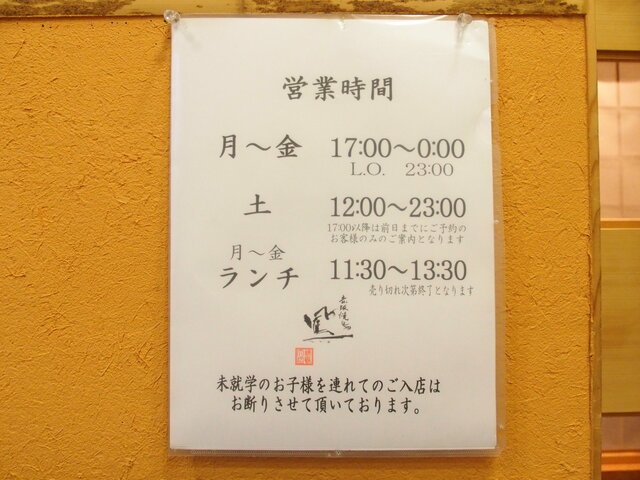 営業時間
月～金 17:00～0:00
L.O. 23:00
土 12:00～23:00
17:00以降は前日までにご予約の
お客様のみのご案内となります
月～金
ランチ 11:30～13:30
売り切れ次第終了となります
未就学のお子様を連れてのご入店は
お断りさせて頂いております。